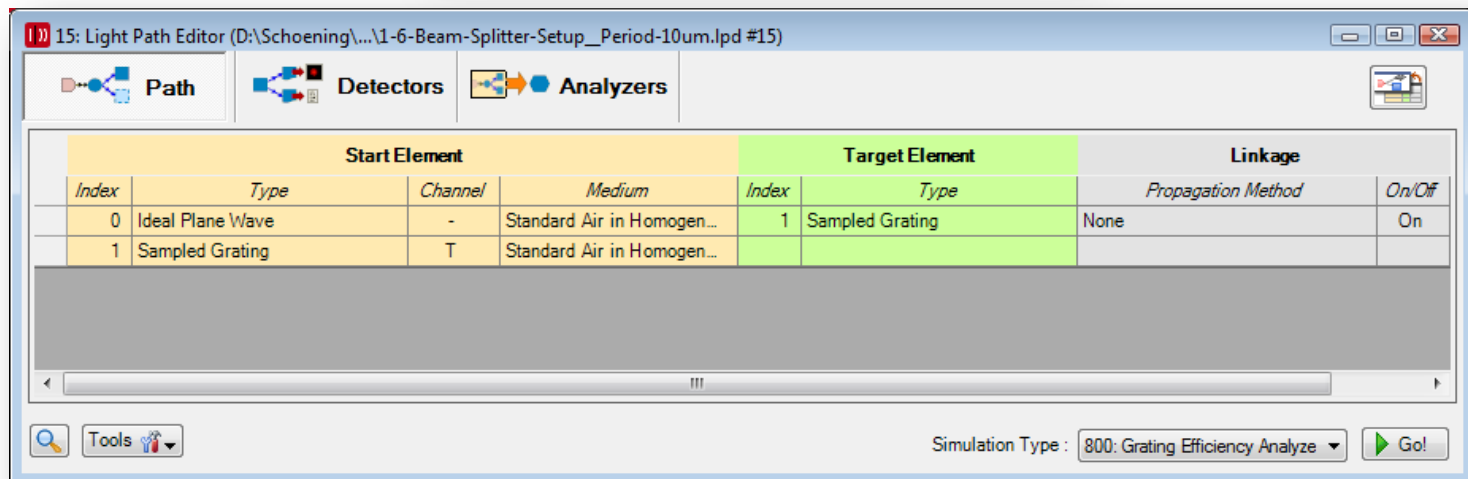 15: Light Path Editor (D:\Schoening\...\1-6-Beam-Splitter-Setup__Period-10um.lpd #15)
Path Detectors Analyzers
Start Element Target Element Linkage
Index Type Channel Medium Index Type Propagation Method On/Off
0 Ideal Plane Wave - Standard Air in Homogen... 1 Sampled Grating None On
1 Sampled Grating T Standard Air in Homogen...
Tools Simulation Type : 800: Grating Efficiency Analyze Go!